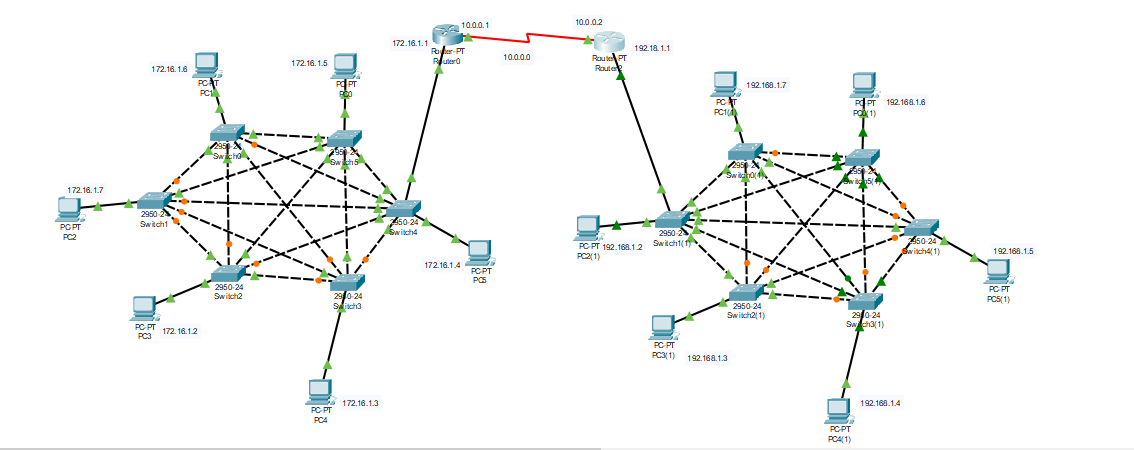 10.0.0.1
172.16.1.1
Router-PT
Router0
10.0.0.0
10.0.0.2
192.18.1.1
Router-PT
172.16.1.6
PC-PT
172.16.1.5
PC-PT
PC0
2950-24
Switch0
2950-24
Switch5
172.16.1.7
PC-PT
PC2
2950-24
Switch1
2950-24
Switch4
172.16.1.4
PC-PT
PC5
2950-24
Switch2
2950-24
Switch3
PC-PT
PC3
172.16.1.2
PC-PT
PC4
172.16.1.3
192.168.1.7
PC-PT
PC1(1)
192.168.1.6
PC-PT
PC0(1)
2950-24
Switch0(1)
2950-24
Switch5(1)
PC-PT
PC2(1)
192.168.1.2
2950-24
Switch1(1)
2950-24
Switch4(1)
192.168.1.5
PC-PT
PC5(1)
2950-24
Switch2(1)
2950-24
Switch3(1)
PC-PT
PC3(1)
192.168.1.3
192.168.1.4
PC-PT
PC4(1)